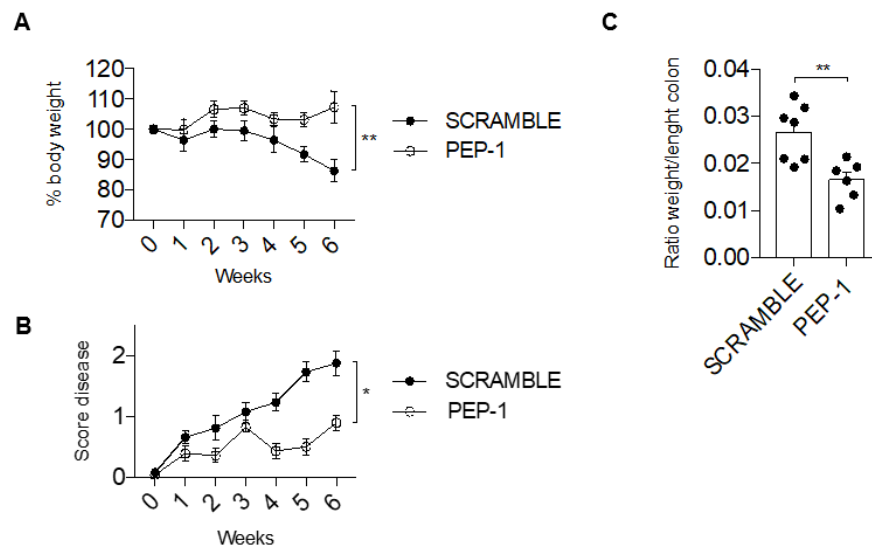 A
% body weight
120
110
100
90
80
70
0 1 2 3 4 5 6
Weeks
**
SCRAMBLE
PEP-1
B
Score disease
2
1
0
0 1 2 3 4 5 6
Weeks
*
SCRAMBLE
PEP-1
C
Ratio weight/lenght colon
0.04
0.03
0.02
0.01
0.00
**
SCRAMBLE
PEP-1